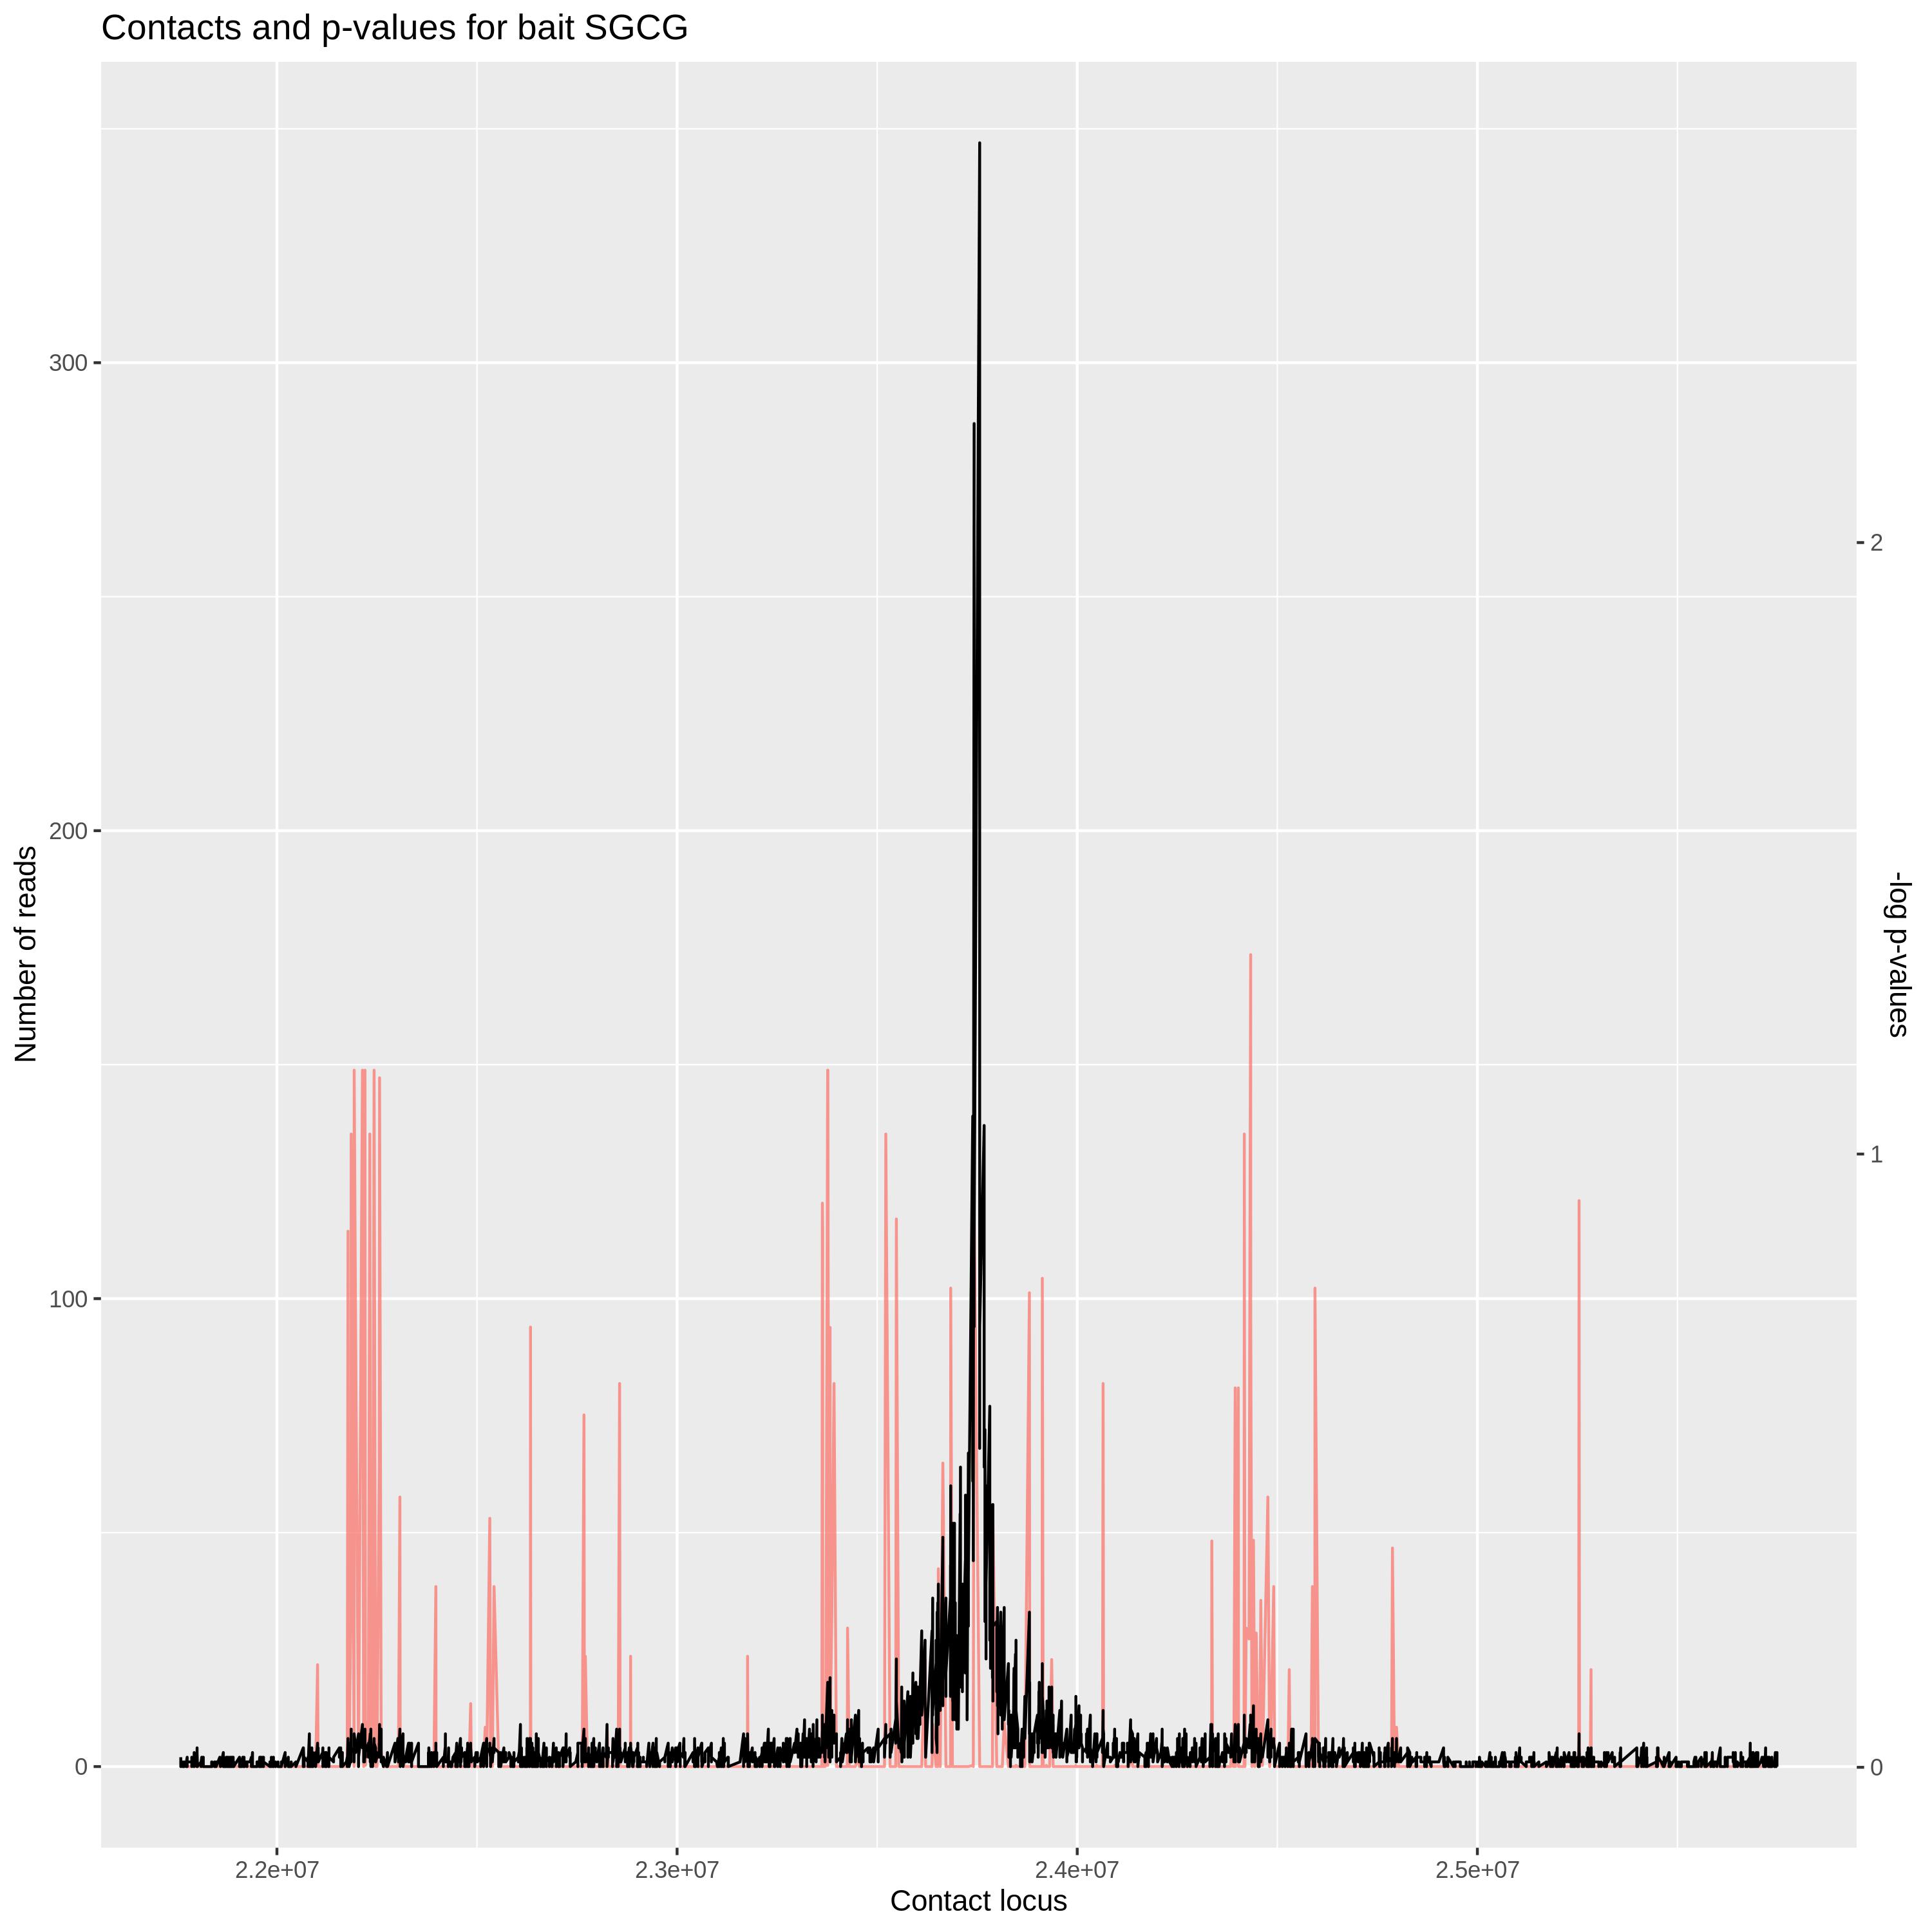 Contacts and p-values for bait SGCG
300
200
100
0
Number of reads
2
1
0
-log p-values
2.2e+07
2.3e+07
2.4e+07
2.5e+07
Contact locus